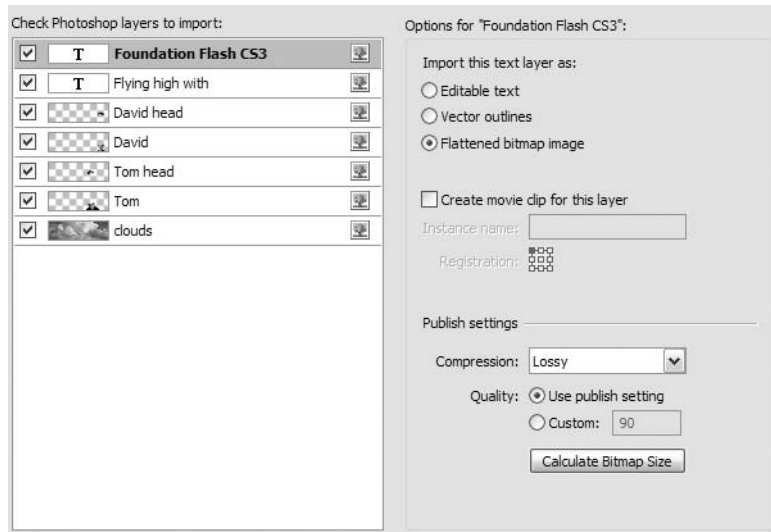 Check Photoshop layers to import:
T Foundation Flash CS3
T Flying high with
David head
David
Tom head
Tom
clouds
Options for "Foundation Flash CS3":
Import this text layer as:
Editable text
Vector outlines
Flattened bitmap image
Create movie clip for this layer
Instance name:
Registration:
Publish settings
Compression: Lossy
Quality: Use publish setting
Custom: 90
Calculate Bitmap Size